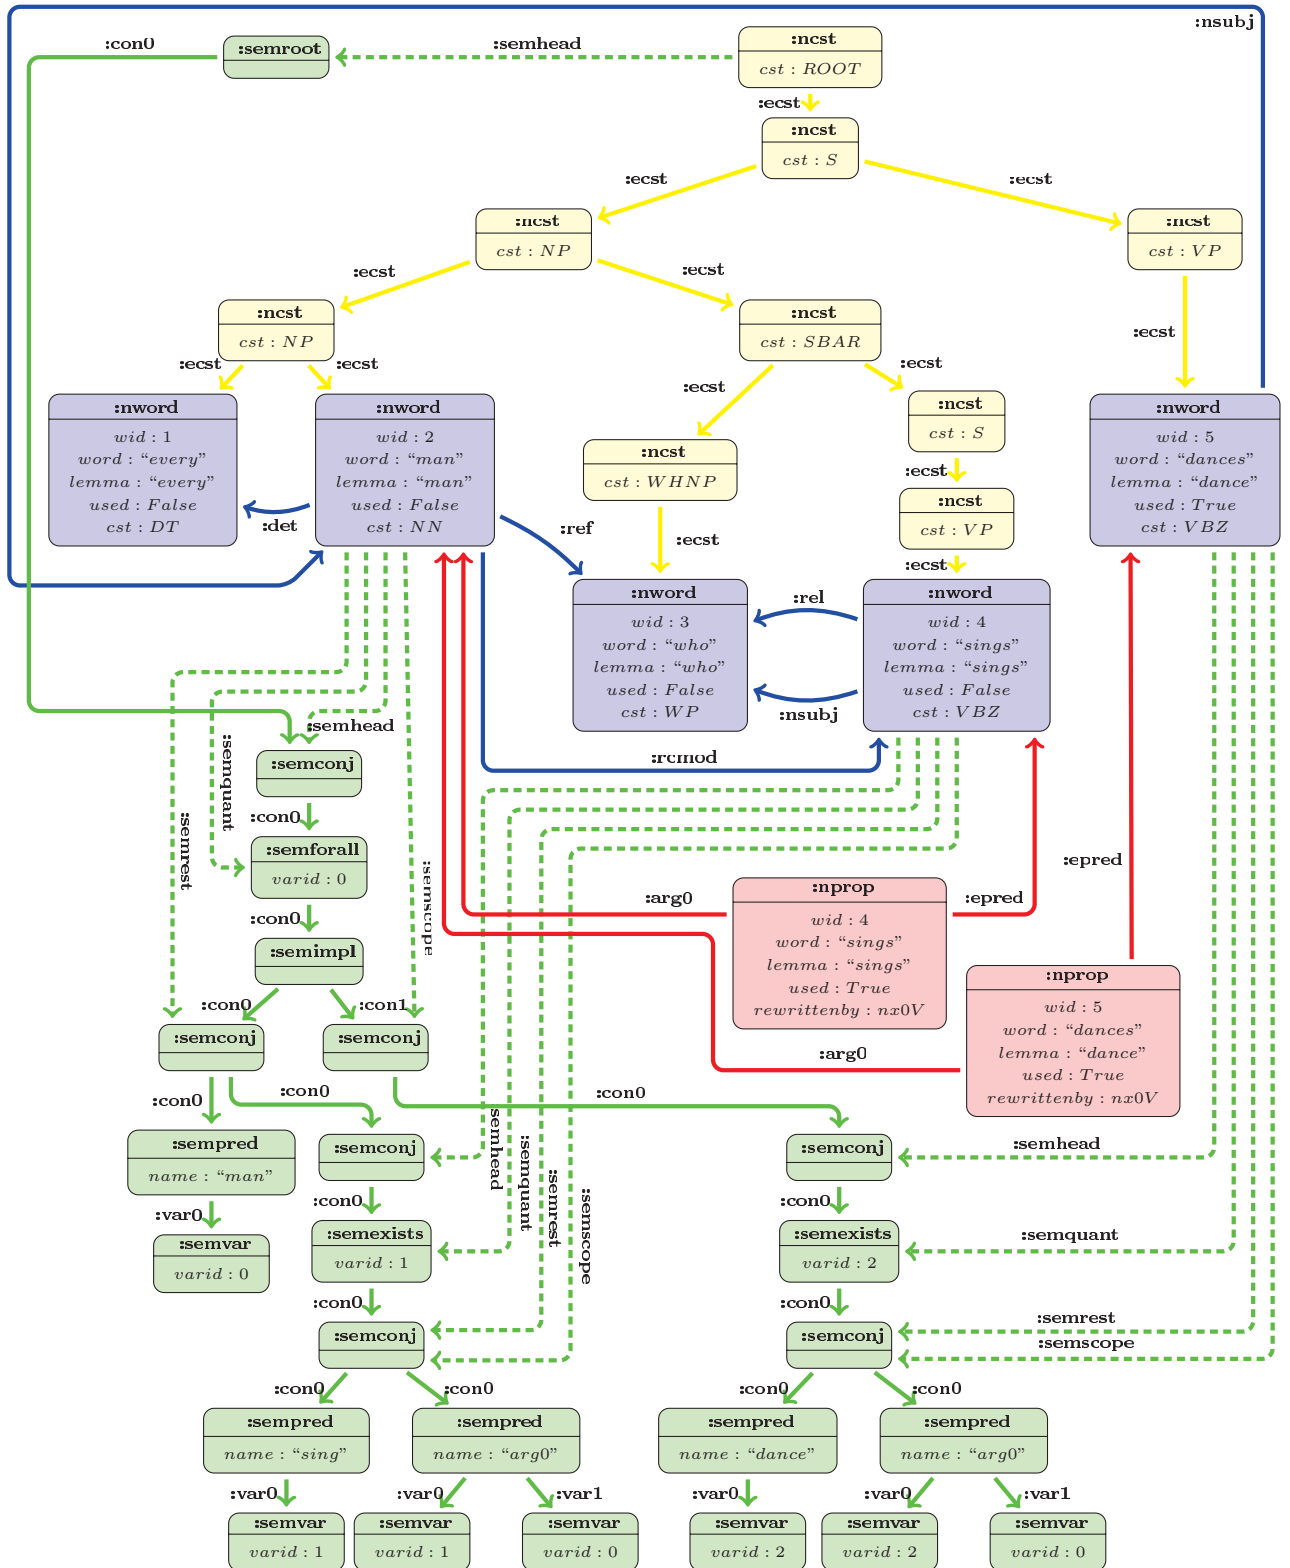 :nsubj
:con0
:semroot
:semhead
:ncst
cst : ROOT
:ecst
:ncst
cst : S
:ecst
:ecst
:ncst
cst : NP
:ncst
cst : VP
:ecst
:ecst
:ecst
:ncst
cst : NP
:ncst
cst : SBAR
:ecst
:ecst
:ecst
:ecst
:nword
wid : 1
word : “every”
lemma : “every”
used : False
cst : DT
:det
:nword
wid : 2
word : “man”
lemma : “man”
used : False
cst : NN
:ref
:ncst
cst : WHNP
:ecst
:ncst
cst : S
:ecst
:ncst
cst : VP
:ecst
:nword
wid : 5
word : “dances”
lemma : “dance”
used : True
cst : VBZ
:nword
wid : 3
word : “who”
lemma : “who”
used : False
cst : WP
:rel
:nsubj
:nword
wid : 4
word : “sings”
lemma : “sings”
used : False
cst : VBZ
:rcmod
:semhead
:semquant
:semrest
:semscope
:semconj
:con0
:semforall
varid : 0
:con0
:semimpl
:con0
:con1
:semconj
:semconj
:arg0
:nprop
wid : 4
word : “sings”
lemma : “sings”
used : True
rewrittenby : nx0V
:epred
:epred
:arg0
:nprop
wid : 5
word : “dances”
lemma : “dance”
used : True
rewrittenby : nx0V
:con0
:con0
:con0
:sempred
name : “man”
:var0
:semvar
varid : 0
:semconj
:semhead
:semquant
:semrest
:semscope
:con0
:semexists
varid : 1
:con0
:semconj
:con0
:con0
:sempred
name : “sing”
:sempred
name : “arg0”
:var0
:var0
:var1
:semvar
varid : 1
:semvar
varid : 1
:semvar
varid : 0
:semconj
:semhead
:con0
:semexists
varid : 2
:semquant
:con0
:semconj
:semrest
:semscope
:con0
:con0
:sempred
name : “dance”
:sempred
name : “arg0”
:var0
:var0
:var1
:semvar
varid : 2
:semvar
varid : 2
:semvar
varid : 0